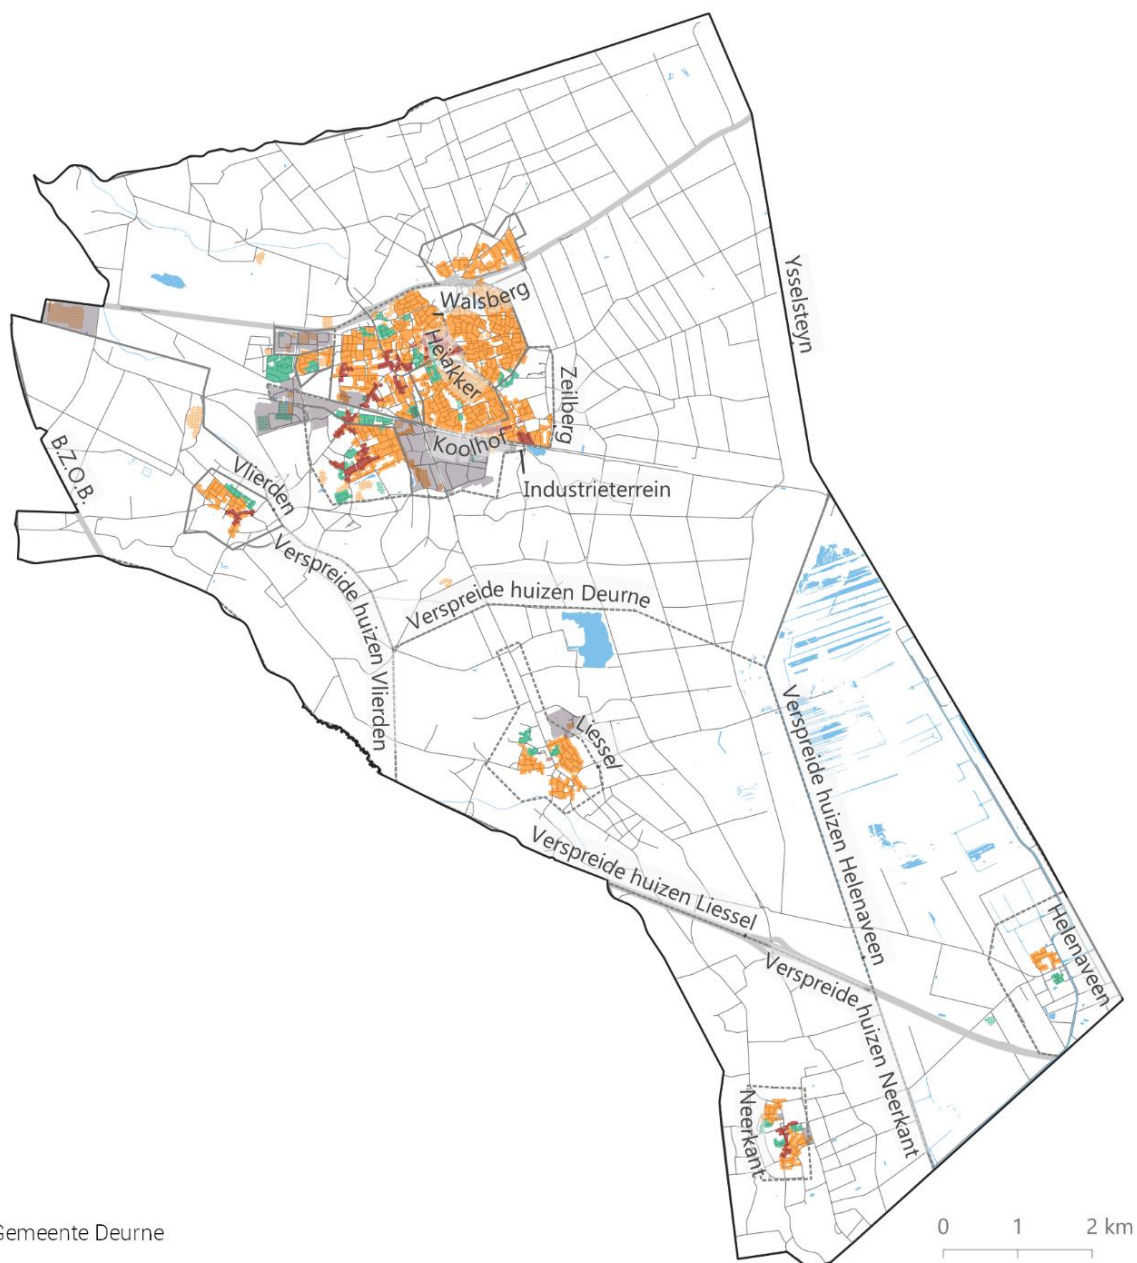 Ysselsteyn
Walsberg
Heiakker
Zeilberg
Koolhof
B.Z.O.B.
Vlierden
Industrieterrein
Verspreide huizen Vlierden
Verspreide huizen Deurne
Verspreide huizen Helenaveen
Liessel
Verspreide huizen Liessel
Helenaveen
Verspreide huizen Neerkant
Neerkant
Gemeente Deurne
0 1 2 km